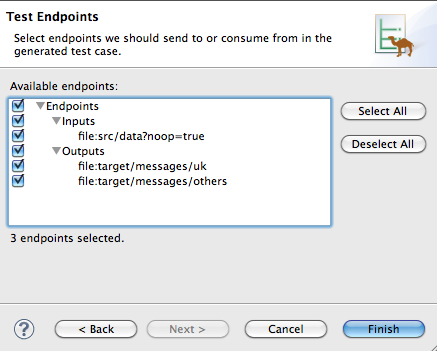 Test Endpoints
Select endpoints we should send to or consume from in the
generated test case.
Available endpoints:
Endpoints
Inputs
file:src/data?noop=true
Outputs
file:target/messages/uk
file:target/messages/others
Select All
Deselect All
3 endpoints selected.
?
< Back
Next >
Cancel
Finish